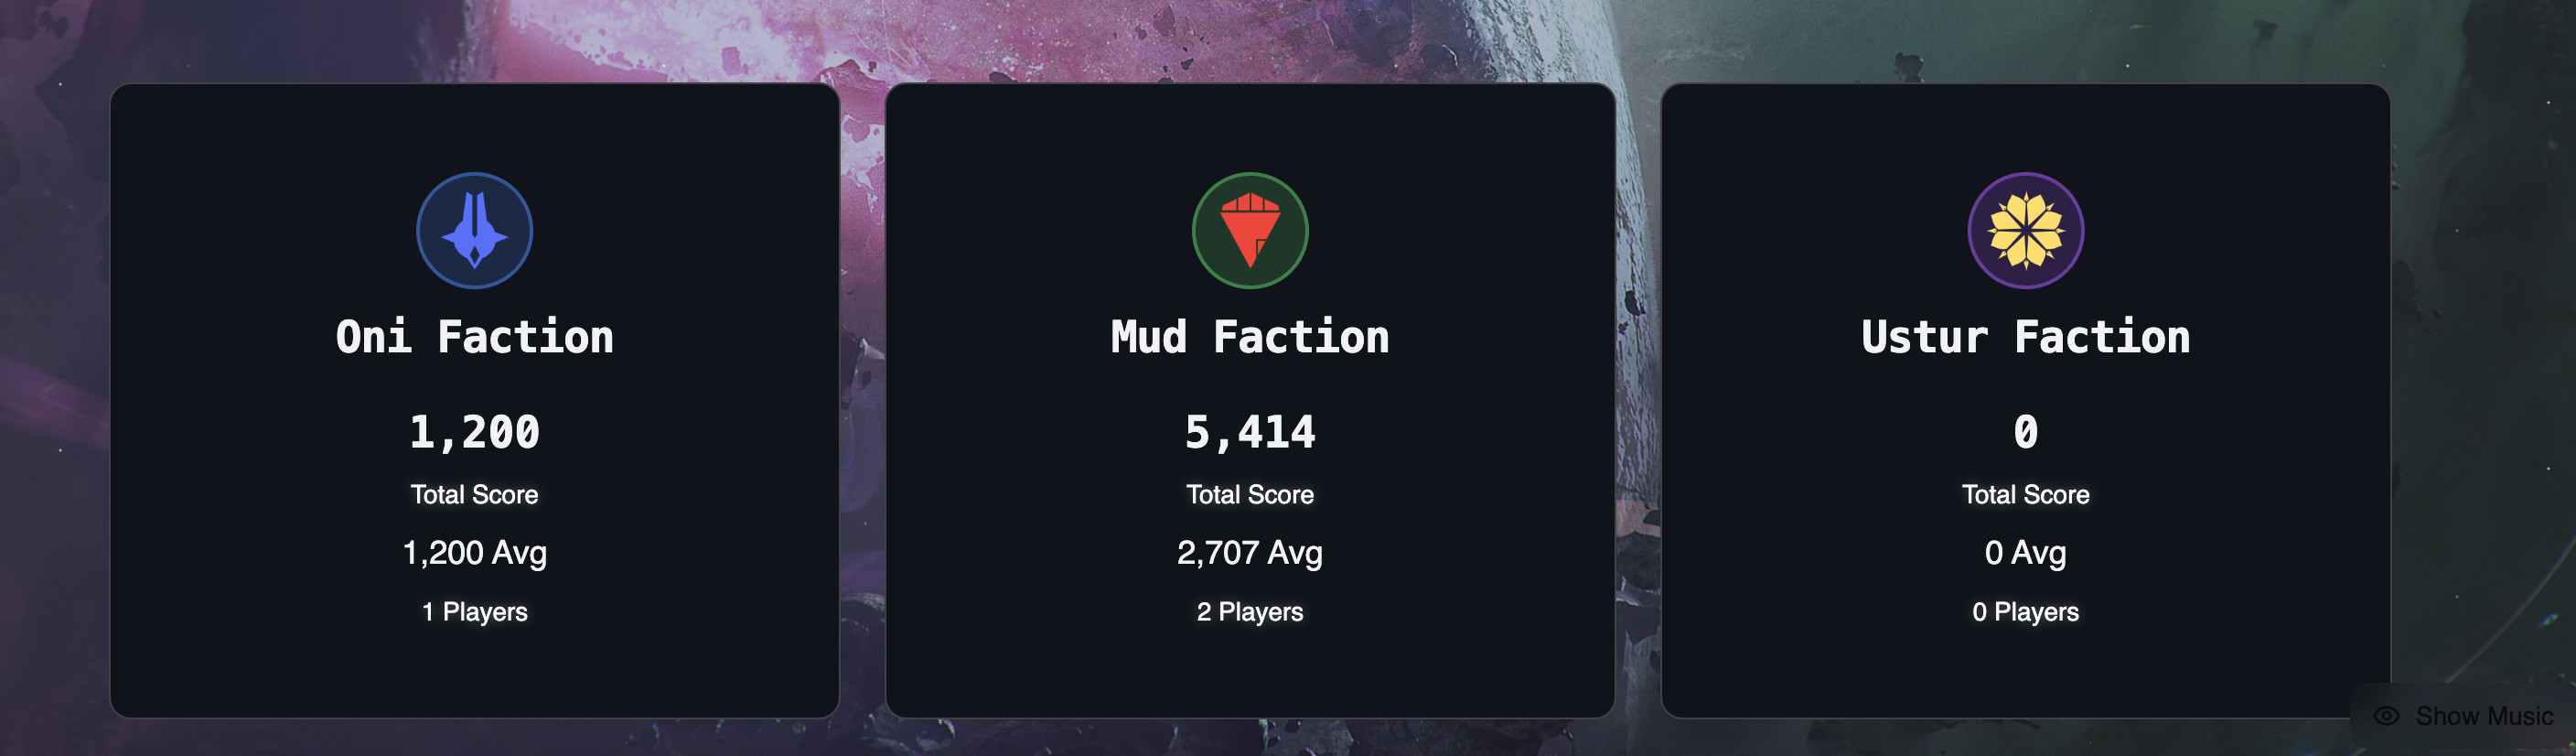 Oni Faction
1,200
Total Score
1,200 Avg
1 Players
Mud Faction
5,414
Total Score
2,707 Avg
2 Players
Ustur Faction
0
Total Score
0 Avg
0 Players
Show Music